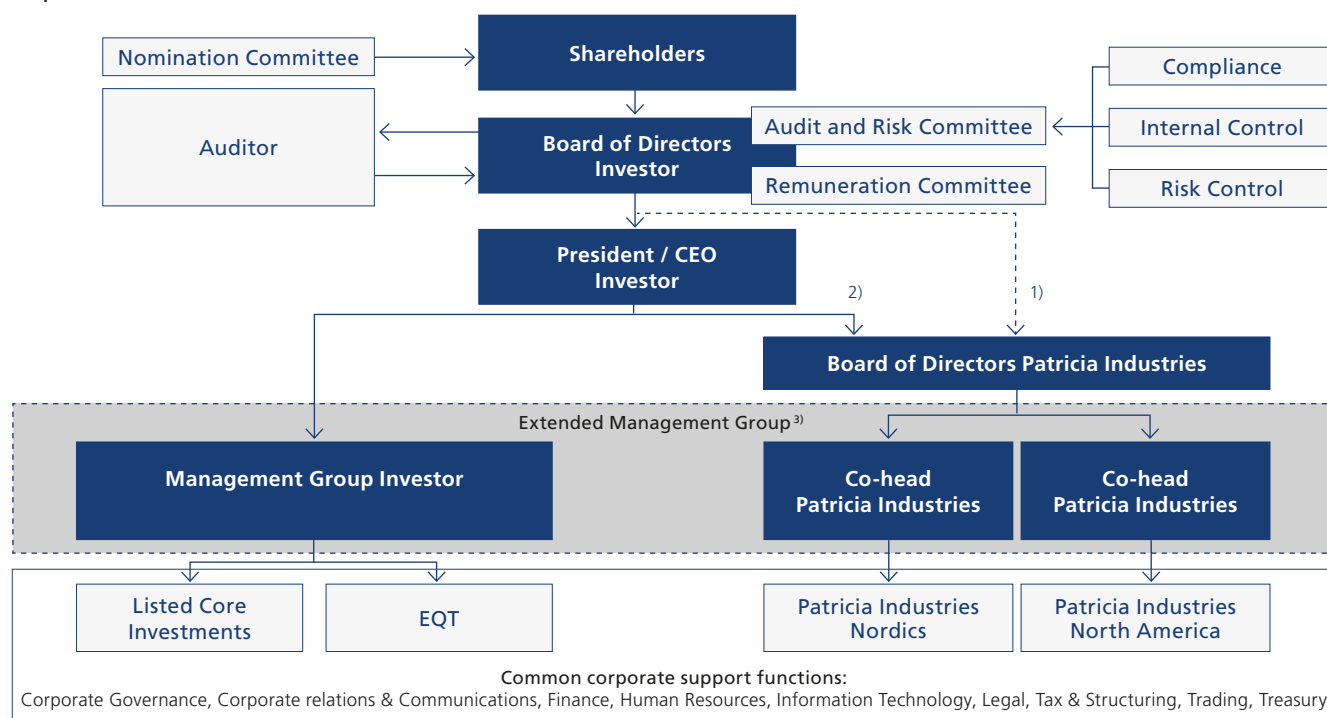 Shareholders
Nomination Committee
Compliance
Auditor
Board of Directors
Investor
Audit and Risk Committee
Internal Control
Remuneration Committee
Risk Control
President / CEO
Investor
2)
1)
Board of Directors Patricia Industries
Extended Management Group 3)
Management Group Investor
Co-head
Patricia Industries
Co-head
Patricia Industries
Listed Core
Investments
EQT
Patricia Industries
Nordics
Patricia Industries
North America
Common corporate support functions:
Corporate Governance, Corporate relations & Communications, Finance, Human Resources, Information Technology, Legal, Tax & Structuring, Trading, Treasury